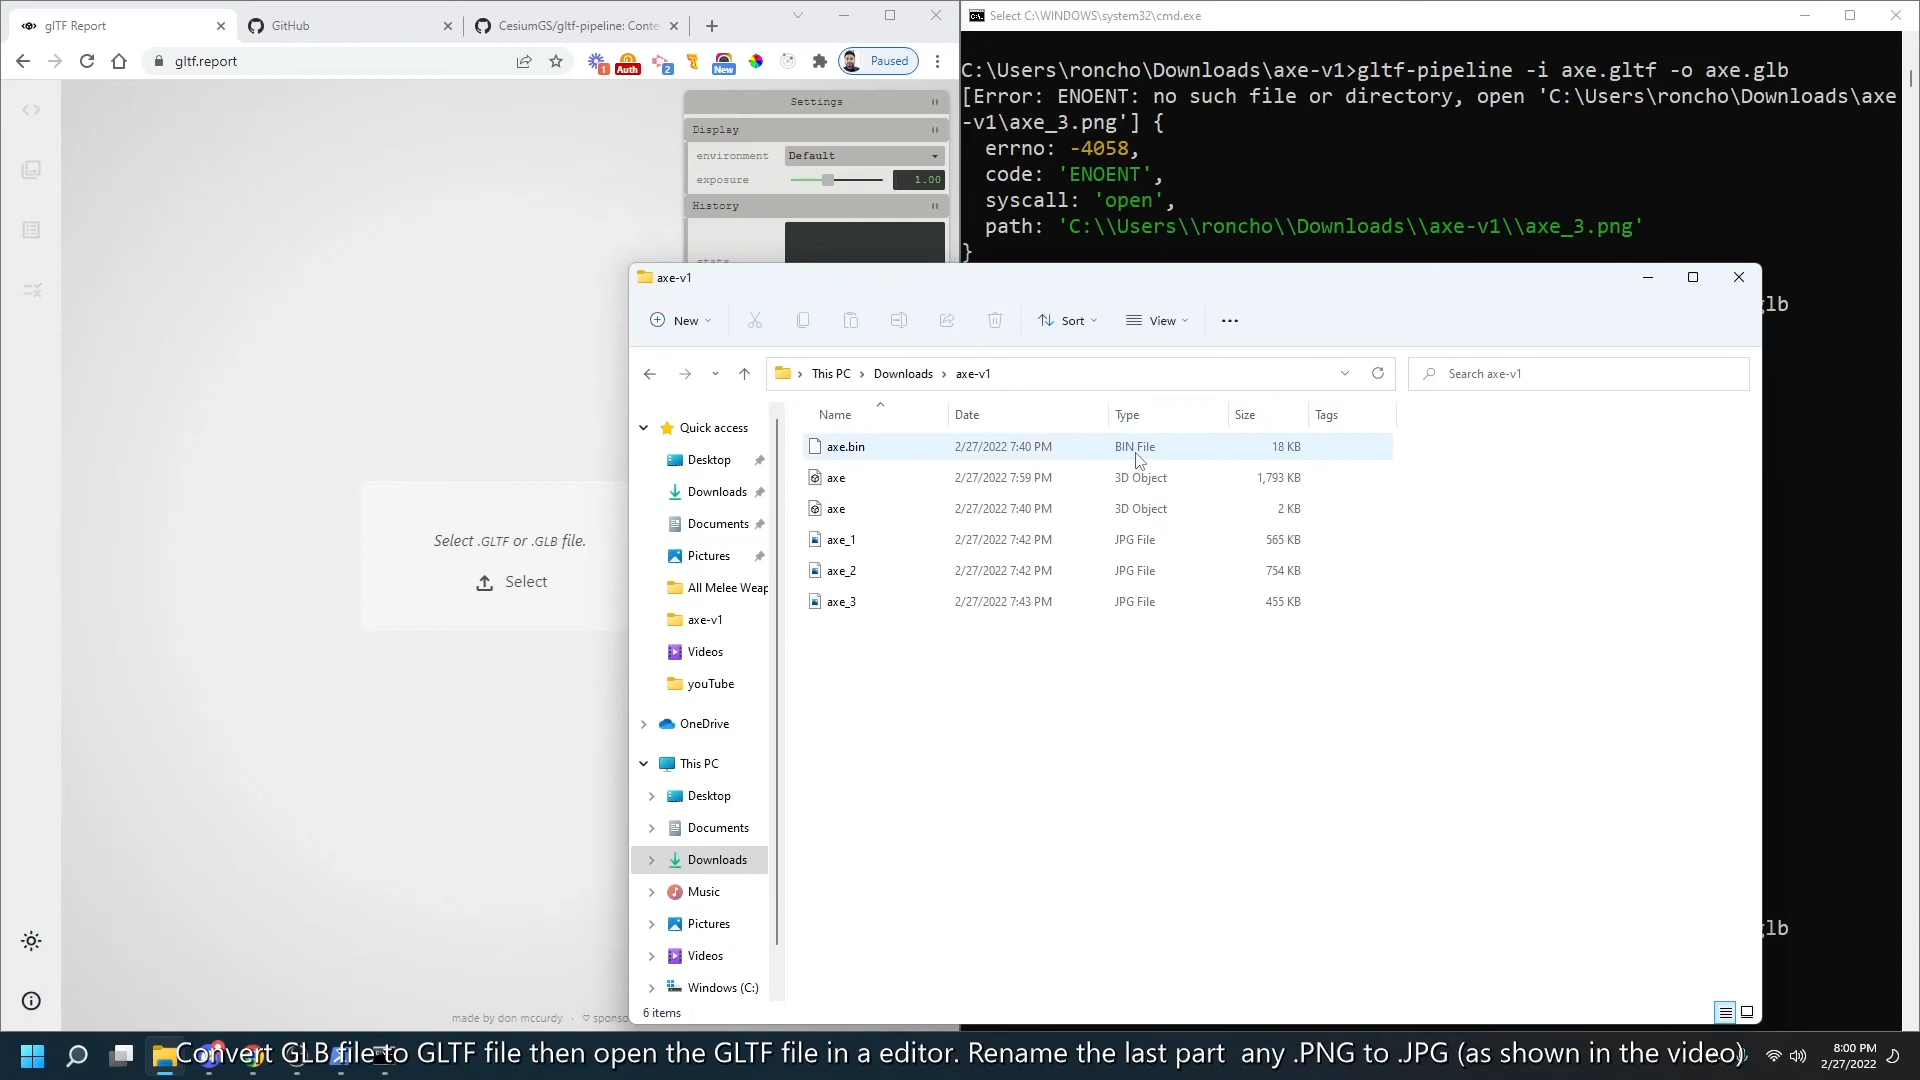 glTF Report
GitHub
CesiumGS/gltf-pipeline: Conte
gltf.report
1
Auth
2
New
Paused
Settings
Display
environment
Default
exposure
1.00
History
Select .GLTF or .GLB file.
Select
made by don mccurdy
Select C:\WINDOWS\system32\cmd.exe
C:\Users\roncho\Downloads\axe-v1>gltf-pipeline -i axe.gltf -o axe.glb
[Error: ENOENT: no such file or directory, open 'C:\Users\roncho\Downloads\axe
-v1\axe_3.png'] {
errno: -4058,
code: 'ENOENT',
syscall: 'open',
path: 'C:\\Users\\roncho\\Downloads\\axe-v1\\axe_3.png'
}
axe-v1
New
Sort
View
This PC > Downloads > axe-v1
Search axe-v1
Name Date Type Size Tags
axe.bin 2/27/2022 7:40 PM BIN File 18 KB
axe 2/27/2022 7:59 PM 3D Object 1,793 KB
axe 2/27/2022 7:40 PM 3D Object 2 KB
axe_1 2/27/2022 7:42 PM JPG File 565 KB
axe_2 2/27/2022 7:42 PM JPG File 754 KB
axe_3 2/27/2022 7:43 PM JPG File 455 KB
Quick access
Desktop
Downloads
Documents
Pictures
All Melee Weap
axe-v1
Videos
youTube
OneDrive
This PC
Desktop
Documents
Downloads
Music
Pictures
Videos
Windows (C:)
6 items
Convert GLB file to GLTF file then open the GLTF file in a editor. Rename the last part any .PNG to .JPG (as shown in the video)
8:00 PM
2/27/2022